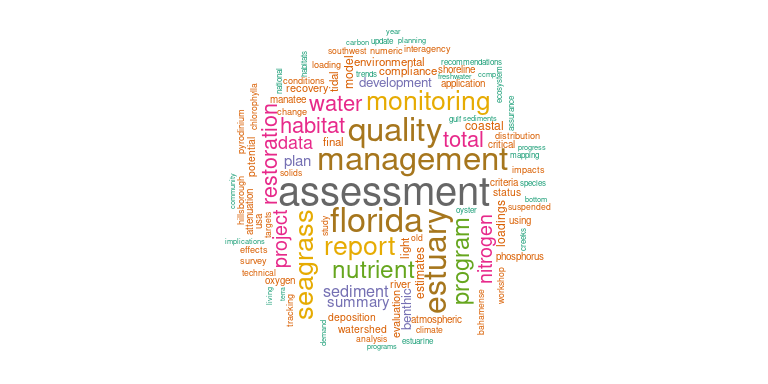 year
carbon update planning
southwest numeric interagency
habitats loading environmental recommendations
national conditions tidal model trends compliance shoreline freshwater ccmp
recovery development application ecosystem
chlorophylla manatee water monitoring assurance
change gulf sediments
pyrodinium restoration habitat quality total coastal distribution
potential data final critical progress
plan management mapping
solids impacts
community assessment criteria species
hillsborough status bottom
attenuation usa targets project study florida oyster loadings suspended
estuary program using
implications seagrass report light old nitrogen creeks
effects phosphorus
survey nutrient estimates
technical river
living terra oxygen sediment workshop
tracking summary evaluation benthic bahamense
deposition atmospheric
demand watershed climate
analysis estuarine
programs